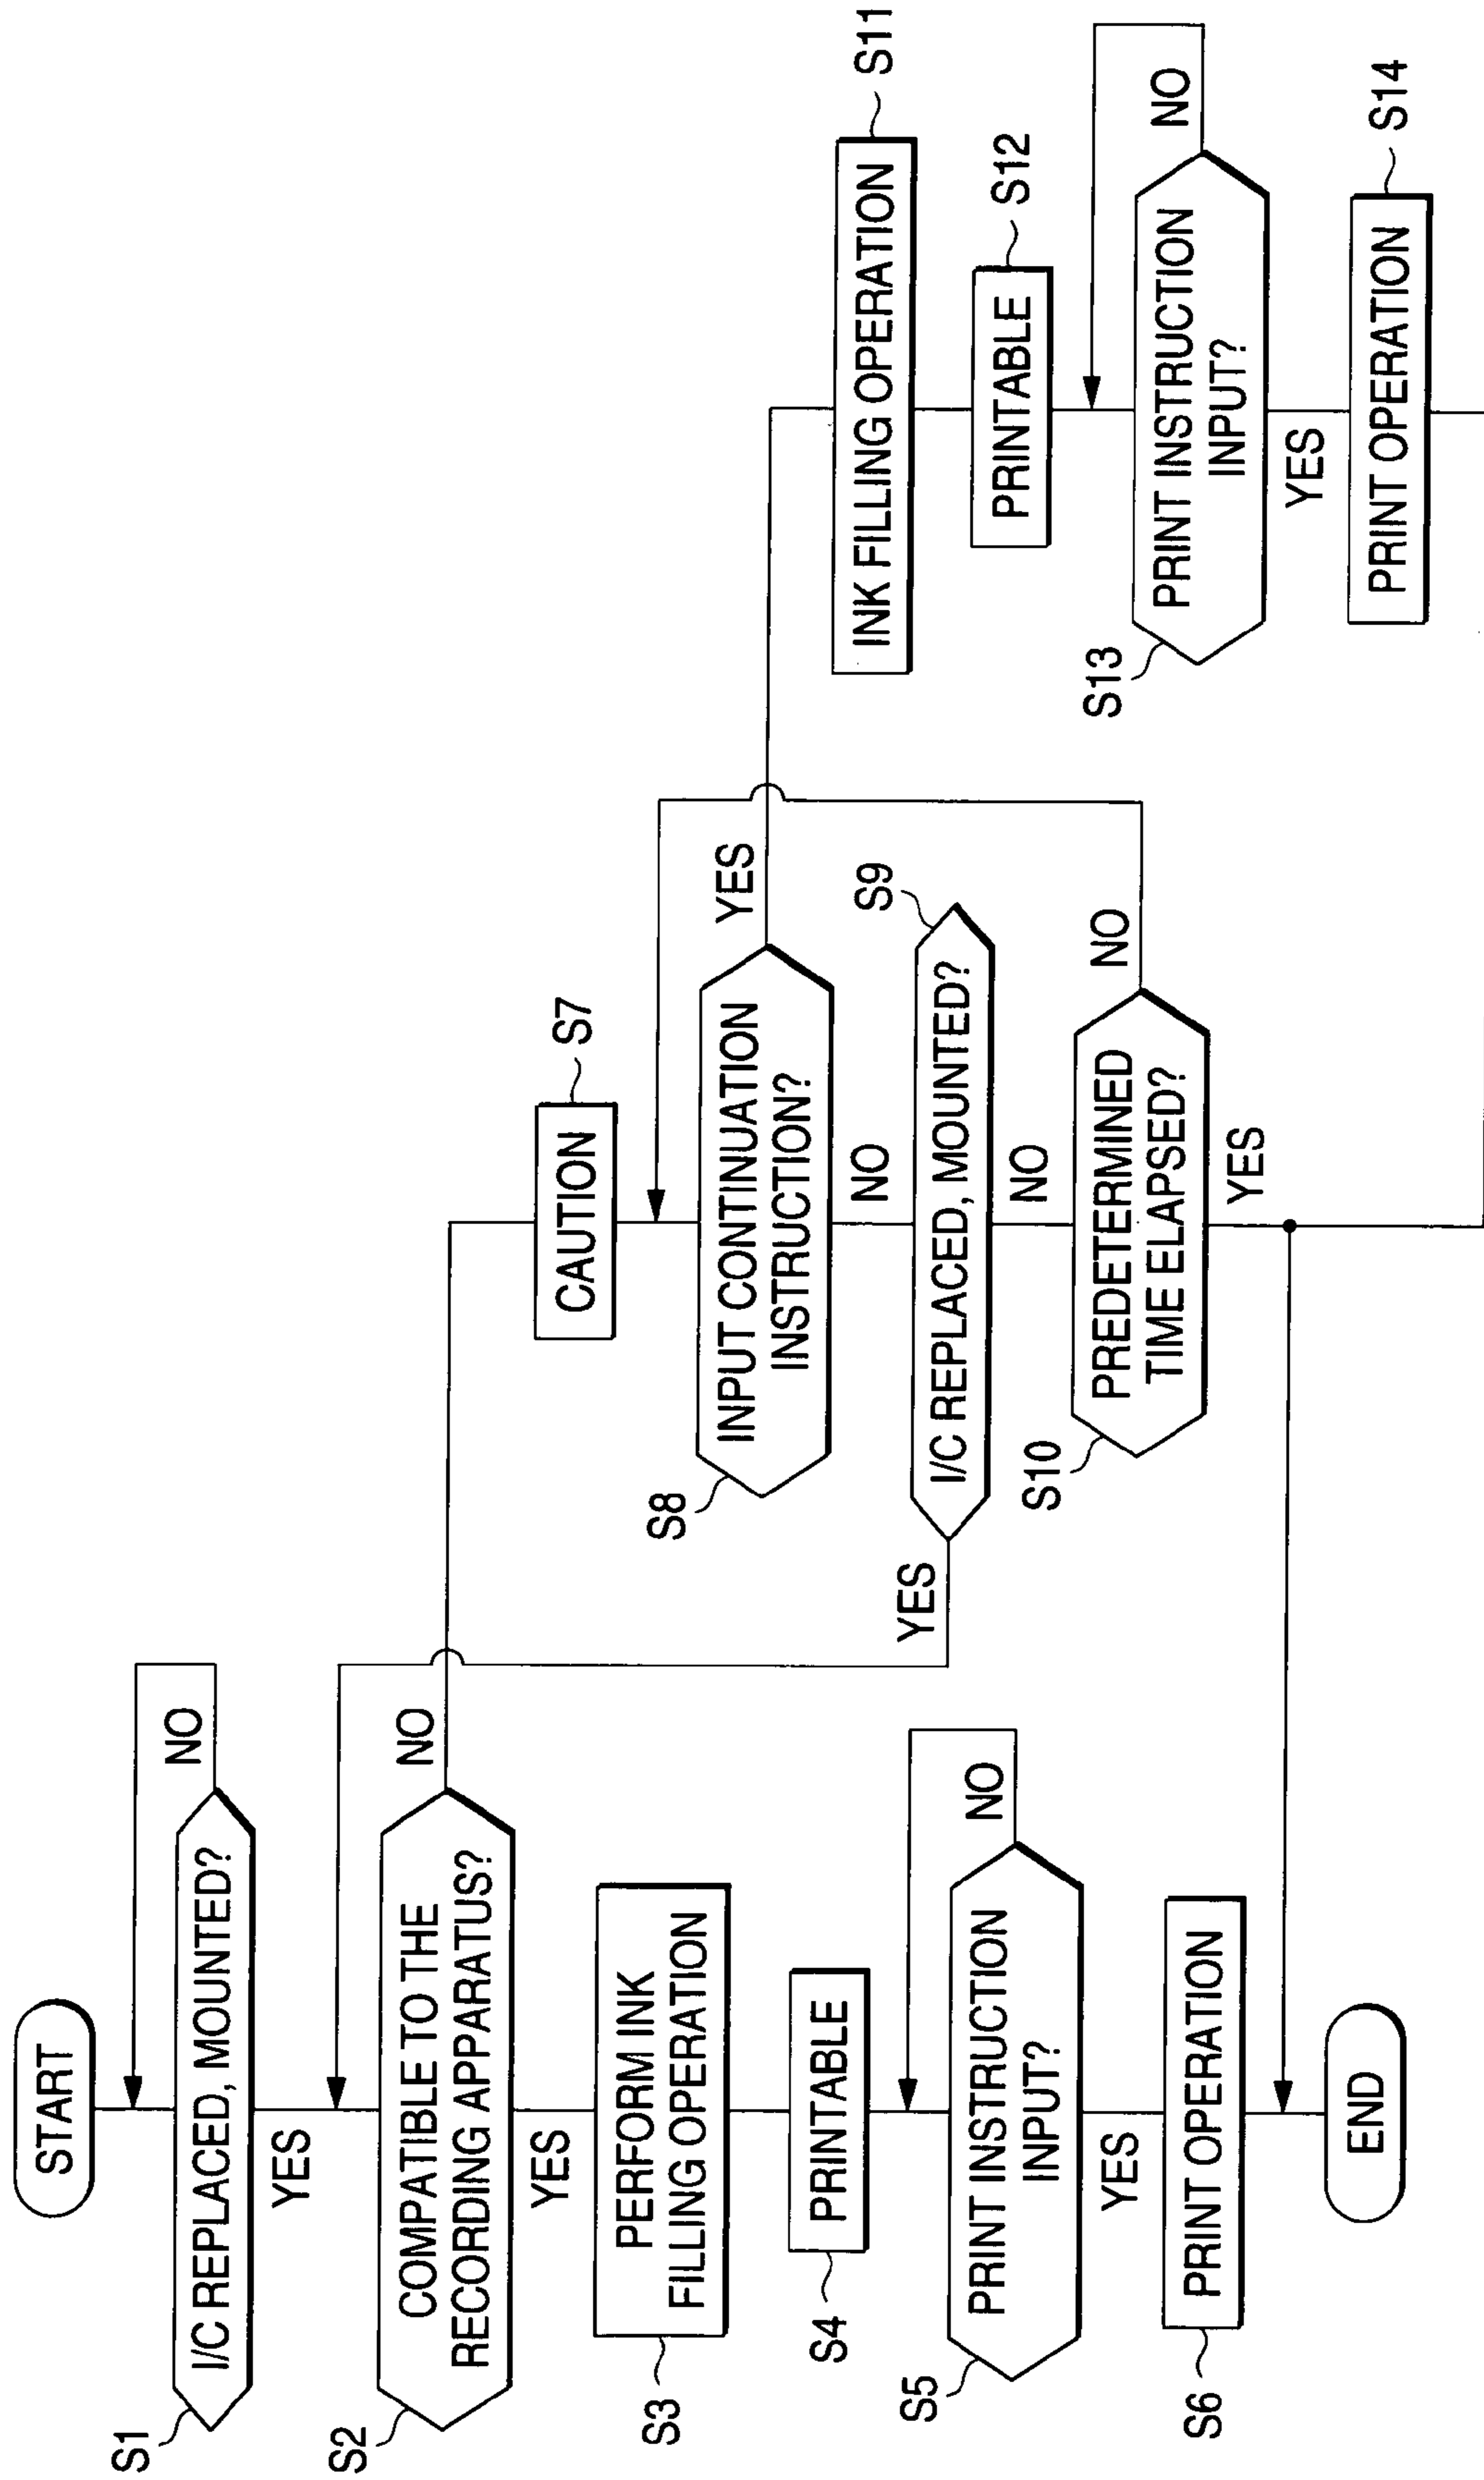 START
S1
I/C REPLACED, MOUNTED?
NO
YES
S2
COMPATIBLE TO THE
RECORDING APPARATUS?
NO
YES
S3
PERFORM INK
FILLING OPERATION
S4
PRINTABLE
S5
PRINT INSTRUCTION
INPUT?
NO
YES
S6
PRINT OPERATION
END
CAUTION
S7
S8
INPUT CONTINUATION
INSTRUCTION?
YES
NO
S9
I/C REPLACED, MOUNTED?
YES
NO
S10
PREDETERMINED
TIME ELAPSED?
NO
YES
INK FILLING OPERATION
S11
PRINTABLE
S12
S13
PRINT INSTRUCTION
INPUT?
NO
YES
PRINT OPERATION
S14